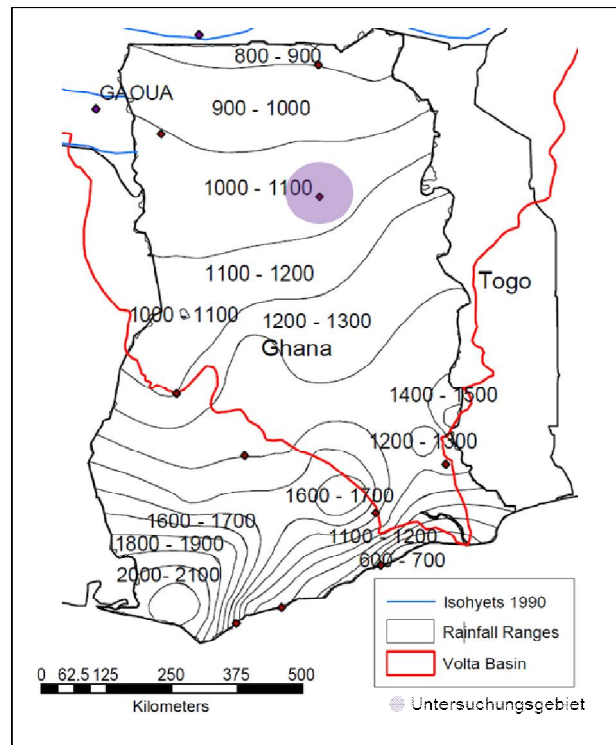 800 - 900
GAOUA
900 - 1000
1000 - 1100
1100 - 1200
Togo
1000 1100
1200 - 1300
Ghana
1400 - 1500
1200 - 1300
1600 - 1700
1600 - 1700
1100 - 1200
1800 - 1900
600 - 700
2000- 2100
Isohyets 1990
Rainfall Ranges
Volta Basin
Untersuchungsgebiet
0 62.5 125 250 375 500
Kilometers